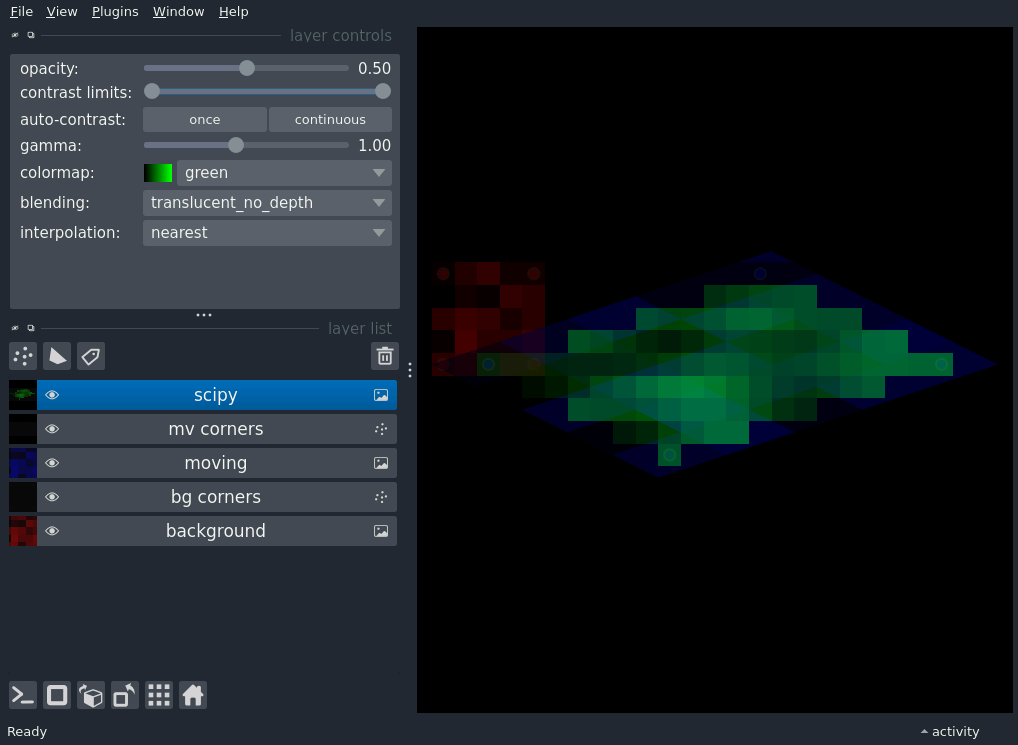 File View Plugins Window Help
layer controls
opacity: 0.50
contrast limits:
auto-contrast: once continuous
gamma: 1.00
colormap: green
blending: translucent_no_depth
interpolation: nearest
layer list
scipy
mv corners
moving
bg corners
background
Ready activity